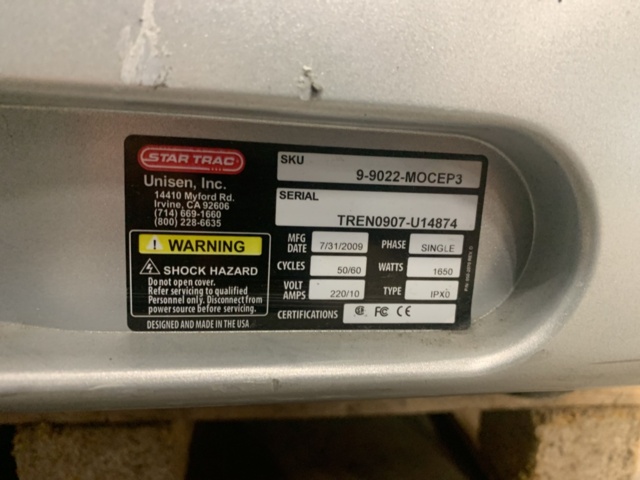 STAR TRAC
Unisen, Inc.
14410 Myford Rd.
Irvine, CA 92606
(714) 669-1660
(800) 228-6635
WARNING
SHOCK HAZARD
Do not open cover.
Refer servicing to qualified
Personnel only. Disconnect from
power source before servicing.
DESIGNED AND MADE IN THE USA
SKU
9-9022-MOCEP3
SERIAL
TREN0907-U14874
MFG DATE 7/31/2009 PHASE SINGLE
CYCLES 50/60 WATTS 1650
VOLT AMPS 220/10 TYPE IPX0
CERTIFICATIONS FC CE